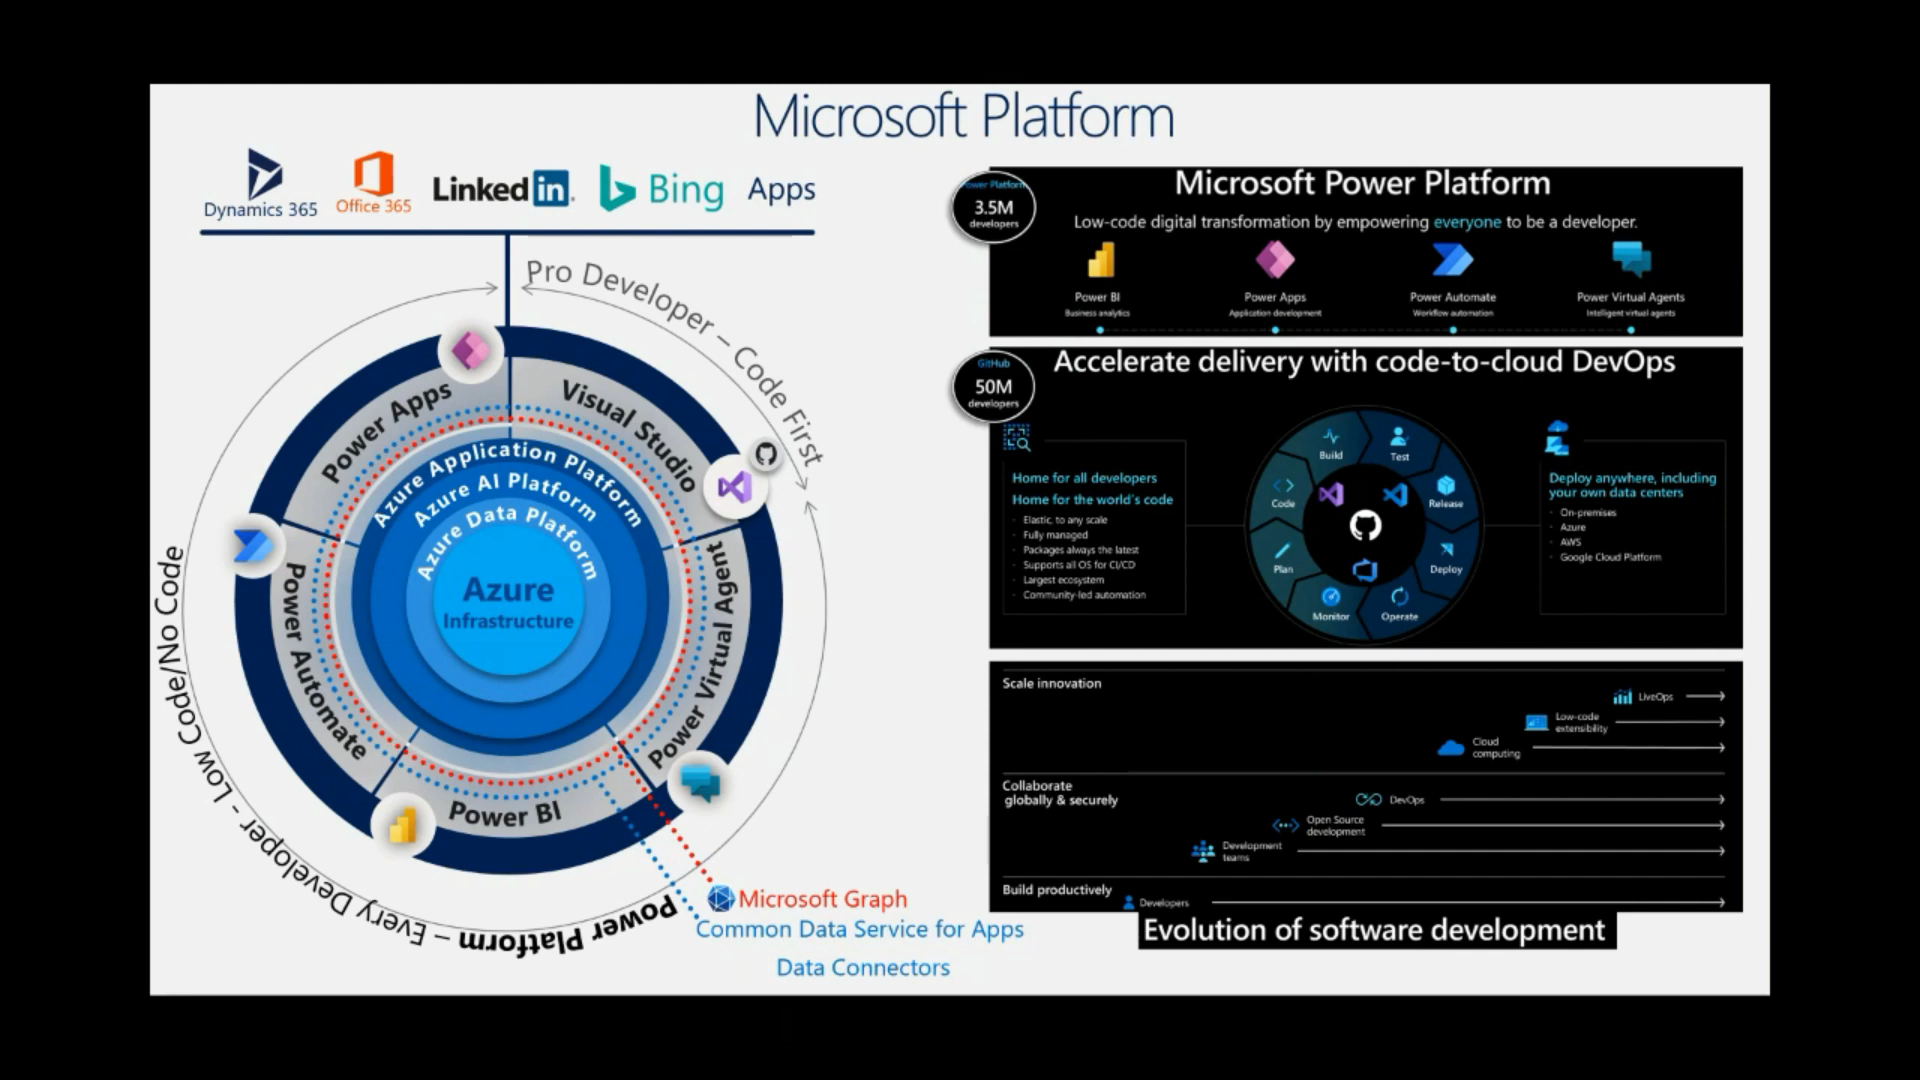 Microsoft Platform
Dynamics 365
Office 365
Linked in.
Bing
Apps
Pro Developer – Code First
Power Apps
Visual Studio
Power Automate
Power Virtual Agent
Power BI
Azure Application Platform
Azure AI Platform
Azure Data Platform
Azure
Infrastructure
Power Platform – Every Developer - Low Code/No Code
Microsoft Graph
Common Data Service for Apps
Data Connectors
Power Platform
3.5M
developers
Microsoft Power Platform
Low-code digital transformation by empowering everyone to be a developer.
Power BI
Business analytics
Power Apps
Application development
Power Automate
Workflow automation
Power Virtual Agents
Intelligent virtual agents
GitHub
50M
developers
Accelerate delivery with code-to-cloud DevOps
Home for all developers
Home for the world's code
Elastic, to any scale
Fully managed
Packages always the latest
Supports all OS for CI/CD
Largest ecosystem
Community-led automation
Build
Test
Code
Release
Plan
Deploy
Monitor
Operate
Deploy anywhere, including
your own data centers
On-premises
Azure
AWS
Google Cloud Platform
Scale innovation
LiveOps
Low-code
extensibility
Cloud
computing
Collaborate
globally & securely
DevOps
Open Source
development
Development
teams
Build productively
Developers
Evolution of software development